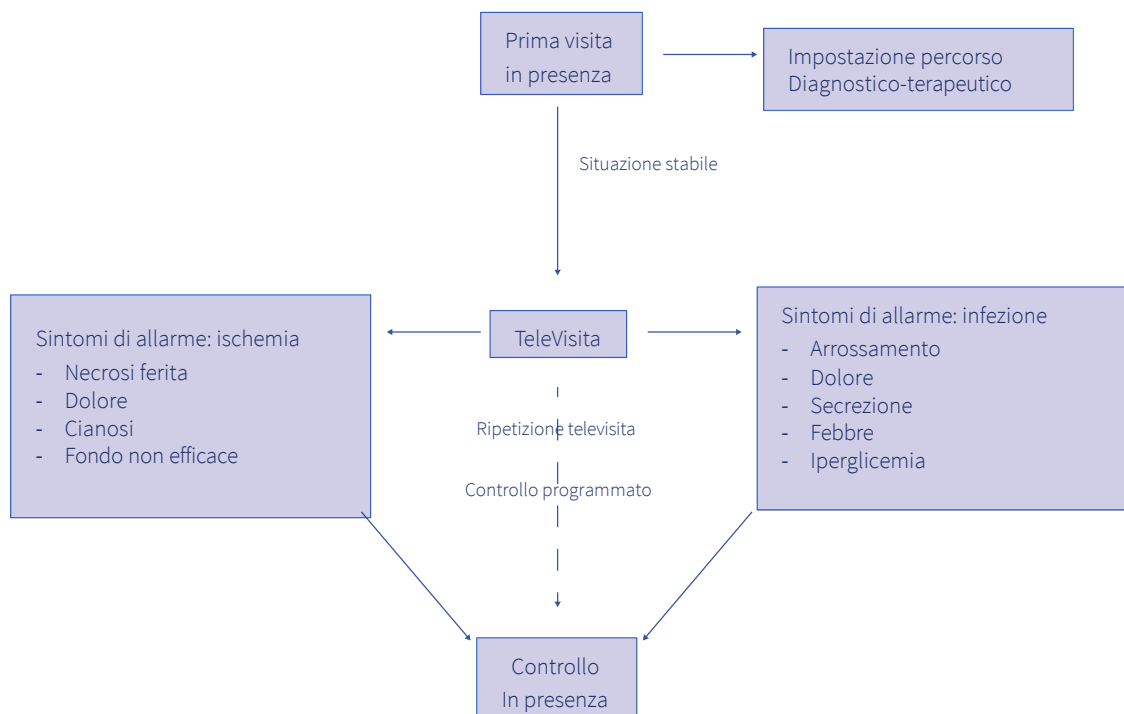 Prima visita
in presenza
Impostazione percorso
Diagnostico-terapeutico
Situazione stabile
Sintomi di allarme: ischemia
- Necrosi ferita
- Dolore
- Cianosi
- Fondo non efficace
TeleVisita
Sintomi di allarme: infezione
- Arrossamento
- Dolore
- Secrezione
- Febbre
- Iperglicemia
Ripetizione televisita
Controllo programmato
Controllo
In presenza